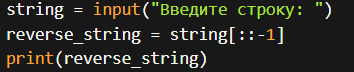 string = input("Введите строку: ")
reverse_string = string[::-1]
print(reverse_string)